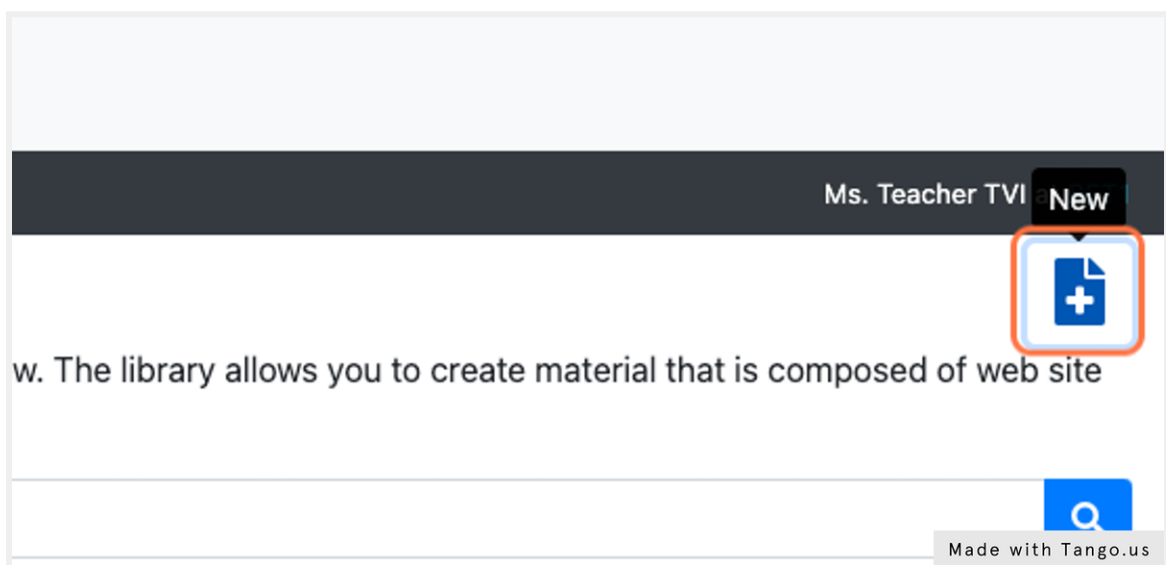 Ms. Teacher TVI
New
w. The library allows you to create material that is composed of web site
Made with Tango.us